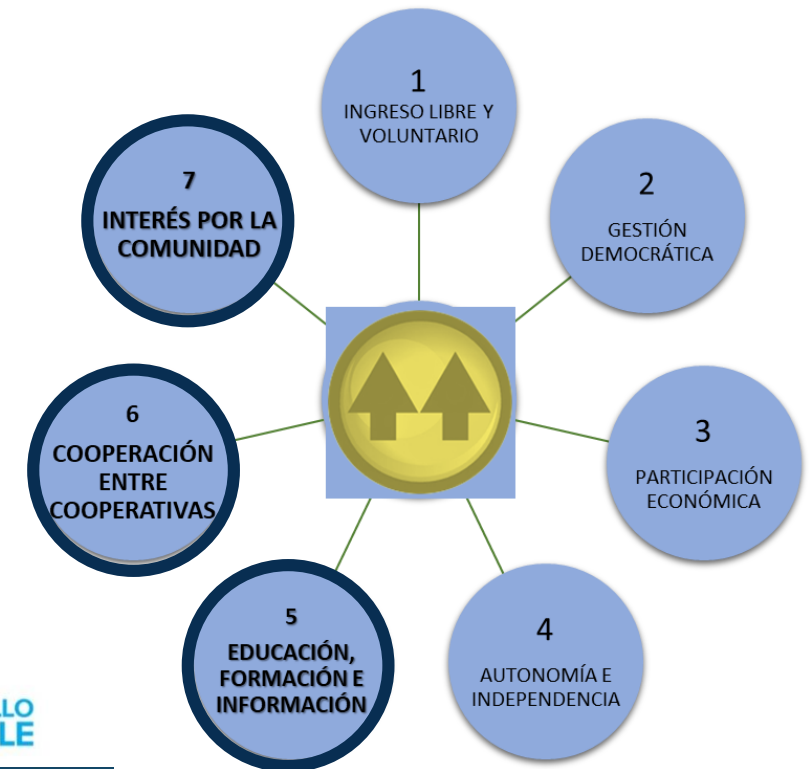 1
INGRESO LIBRE Y
VOLUNTARIO
2
GESTIÓN
DEMOCRÁTICA
3
PARTICIPACIÓN
ECONÓMICA
4
AUTONOMÍA E
INDEPENDENCIA
5
EDUCACIÓN,
FORMACIÓN E
INFORMACIÓN
6
COOPERACIÓN
ENTRE
COOPERATIVAS
7
INTERÉS POR LA
COMUNIDAD
LLO
LE